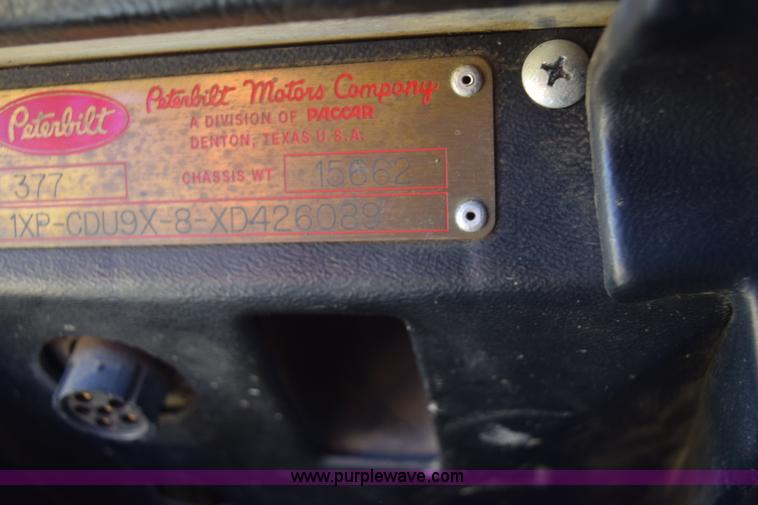 Peterbilt
Peterbilt Motors Company
A DIVISION OF PACCAR
DENTON, TEXAS U.S.A.
377
CHASSIS WT 15662
1XP-CDU9X-8-XD426089
www.purplewave.com